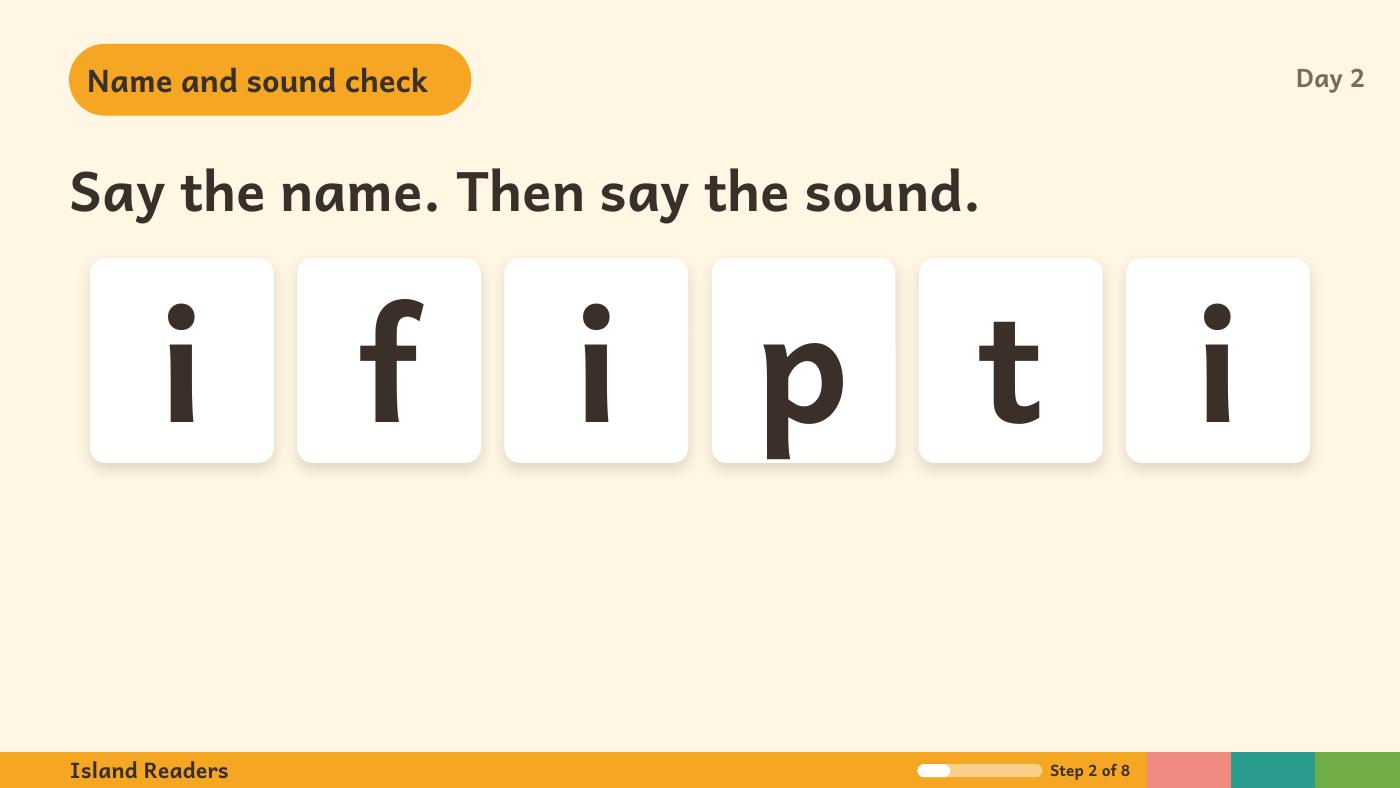 Name and sound check
Day 2
Say the name. Then say the sound.
i f i p t i
Island Readers
Step 2 of 8